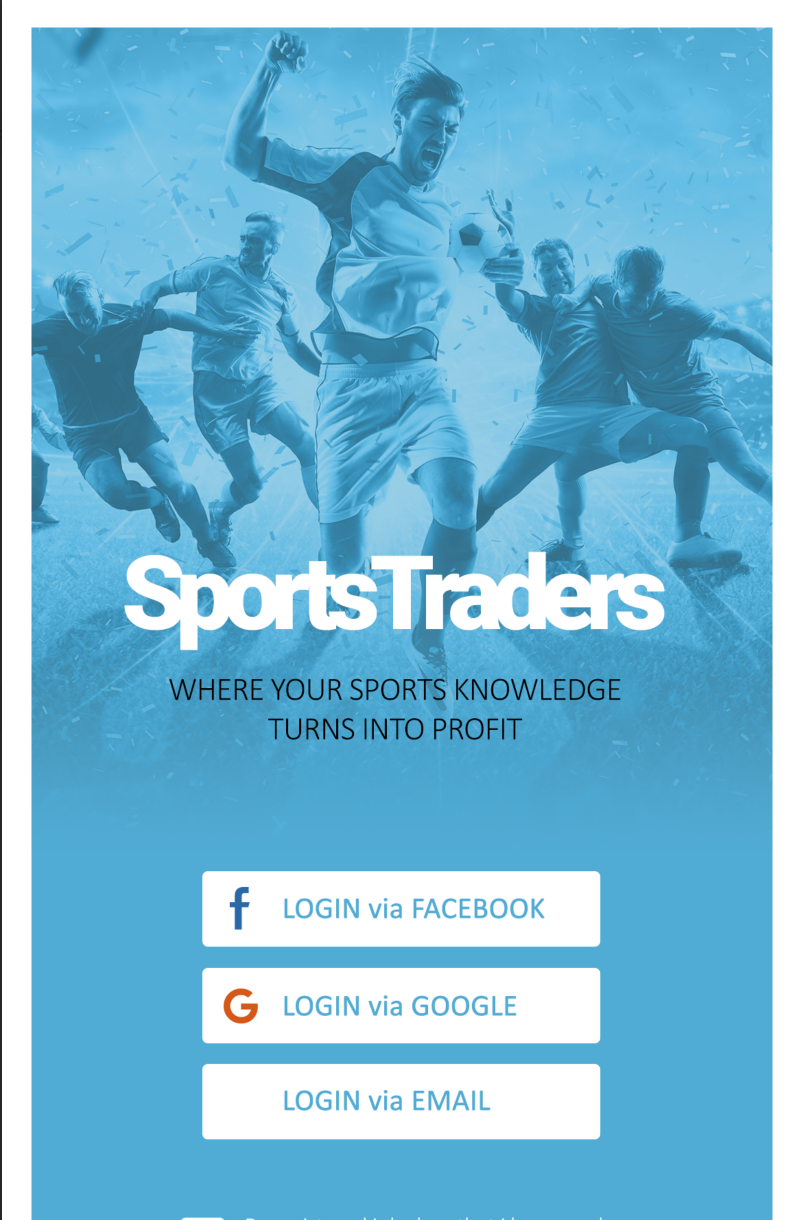 SportsTraders
WHERE YOUR SPORTS KNOWLEDGE
TURNS INTO PROFIT
f LOGIN via FACEBOOK
G LOGIN via GOOGLE
LOGIN via EMAIL